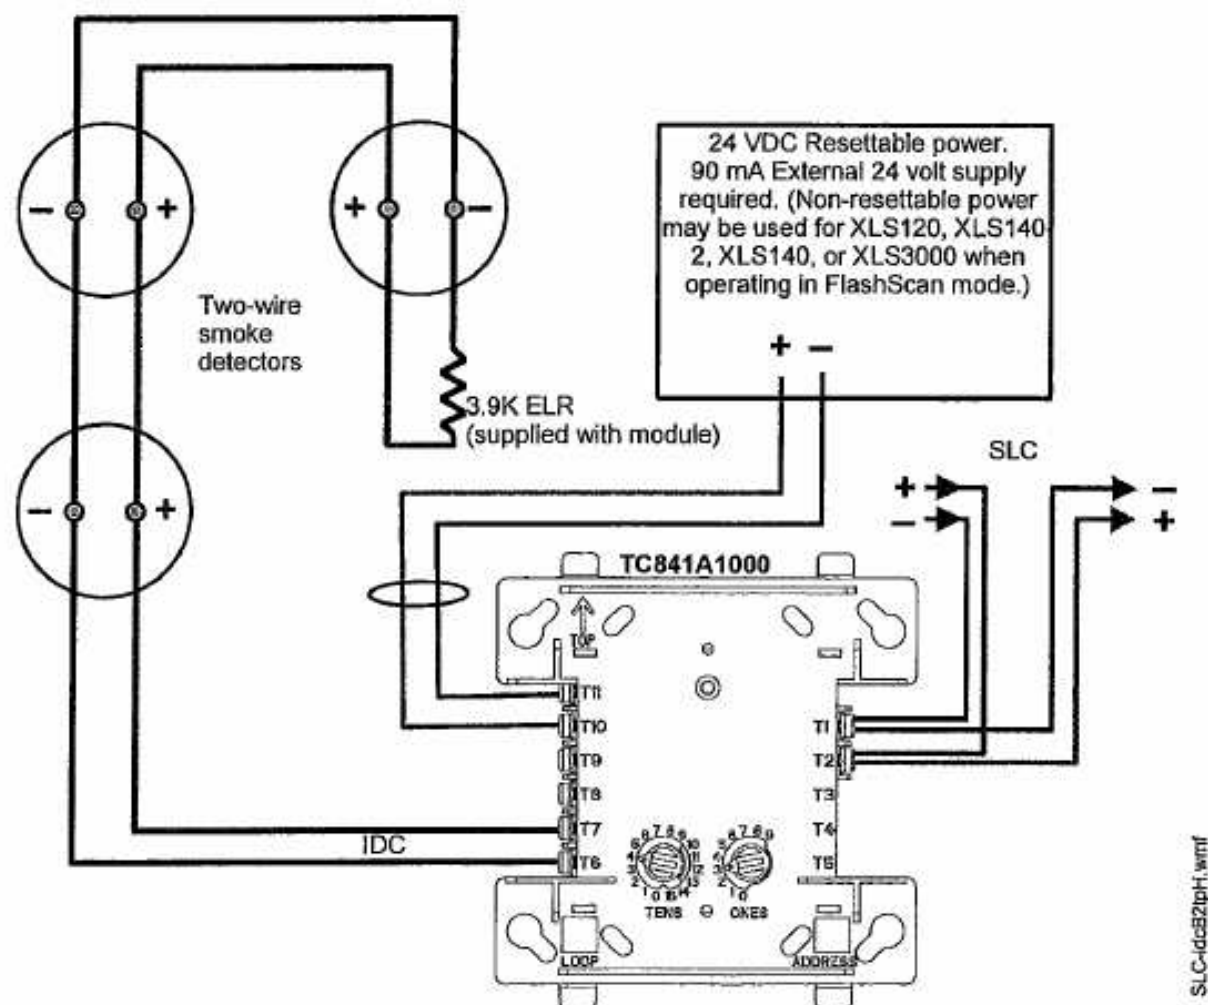 24 VDC Resettable power.
90 mA External 24 volt supply
required. (Non-resettable power
may be used for XLS120, XLS140-
2, XLS140, or XLS3000 when
operating in FlashScan mode.)
+ –
– +
+ –
Two-wire
smoke
detectors
3.9K ELR
(supplied with module)
SLC
+ –
– +
– +
TC841A1000
TOP
T11
T10
T9
T8
T7
T6
T1
T2
T3
T4
T5
IDC
TENS
ONES
LOOP
ADDRESS
SLC-idcB2tpH.wmf